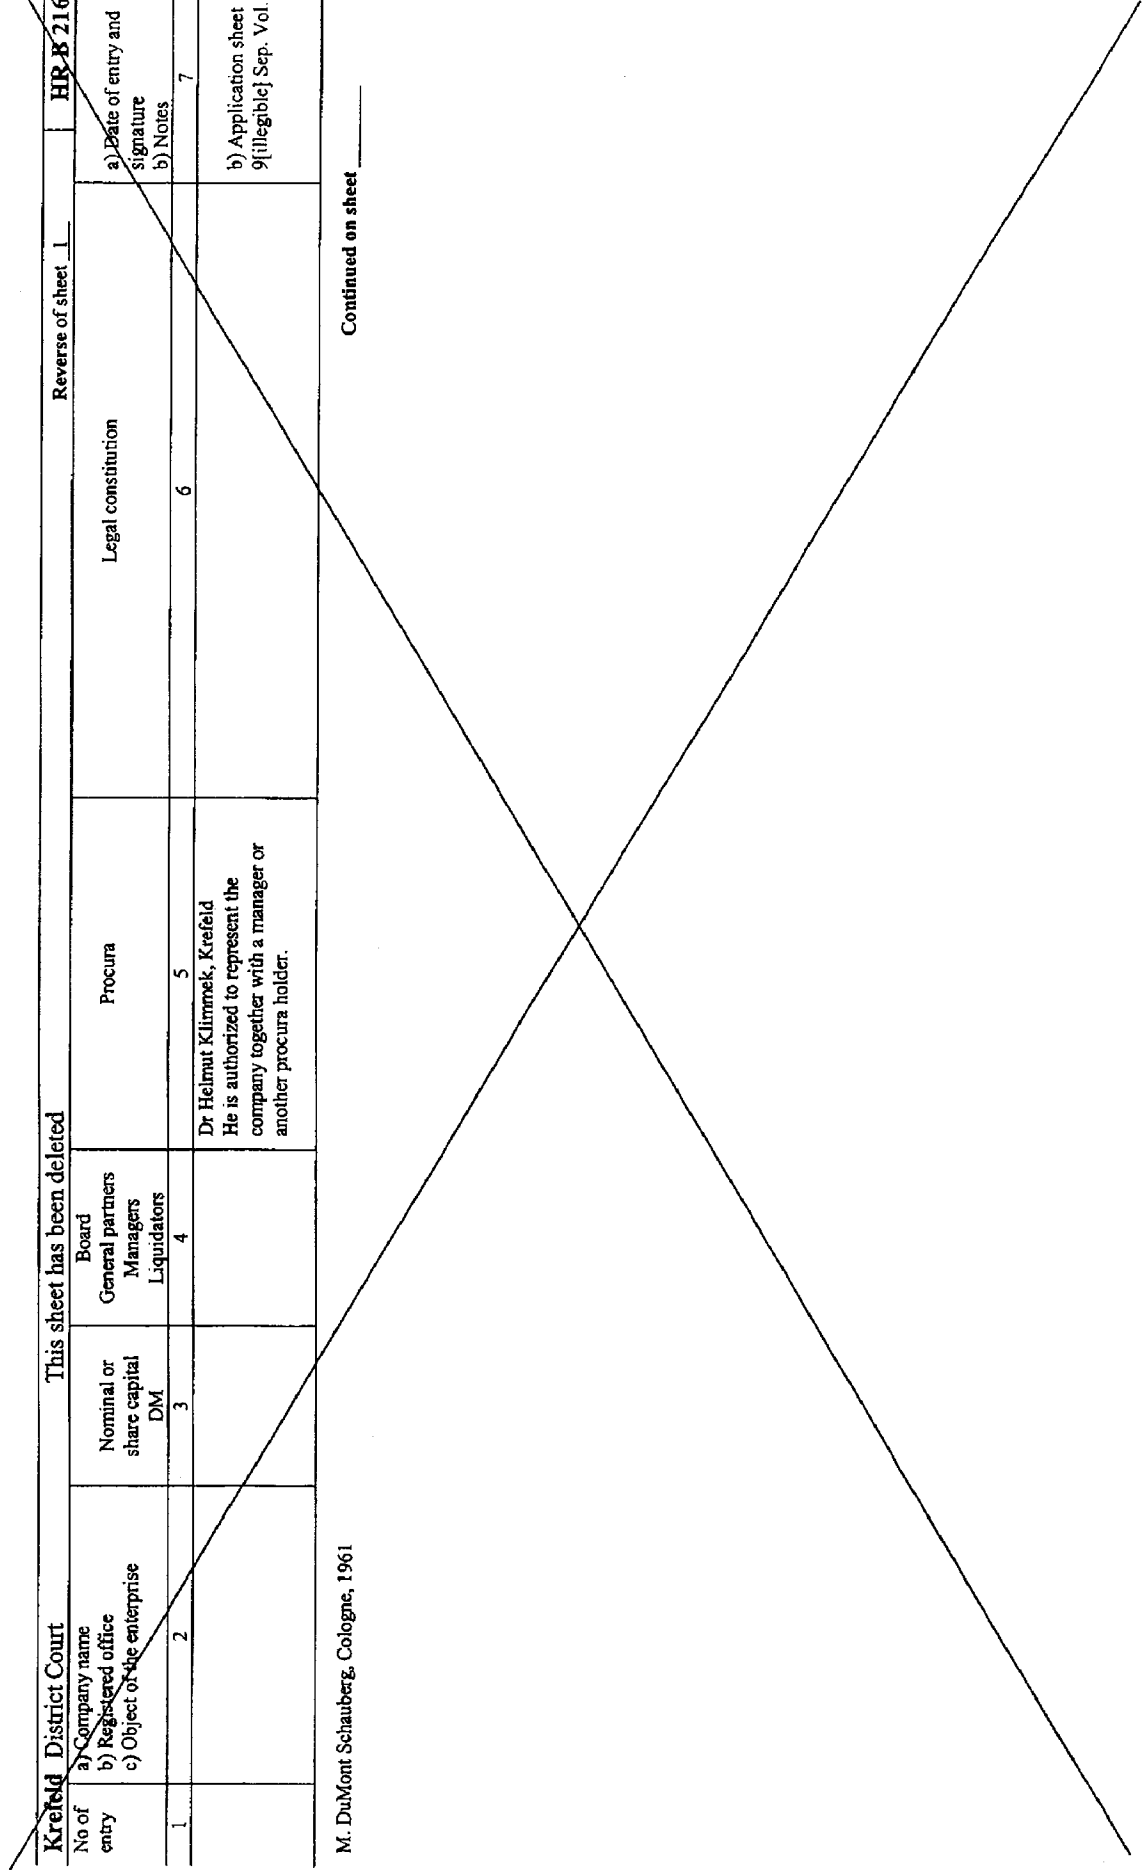 Krefeld District Court This sheet has been deleted Reverse of sheet 1 HR B 216
No of
entry
a) Company name
b) Registered office
c) Object of the enterprise
Nominal or
share capital
DM
Board
General partners
Managers
Liquidators
Procura
Legal constitution
a) Date of entry and
signature
b) Notes
1 2 3 4 5 6 7
Dr Helmut Klimmek, Krefeld
He is authorized to represent the
company together with a manager or
another procura holder.
b) Application sheet
9[illegible] Sep. Vol.
M. DuMont Schauberg, Cologne, 1961
Continued on sheet